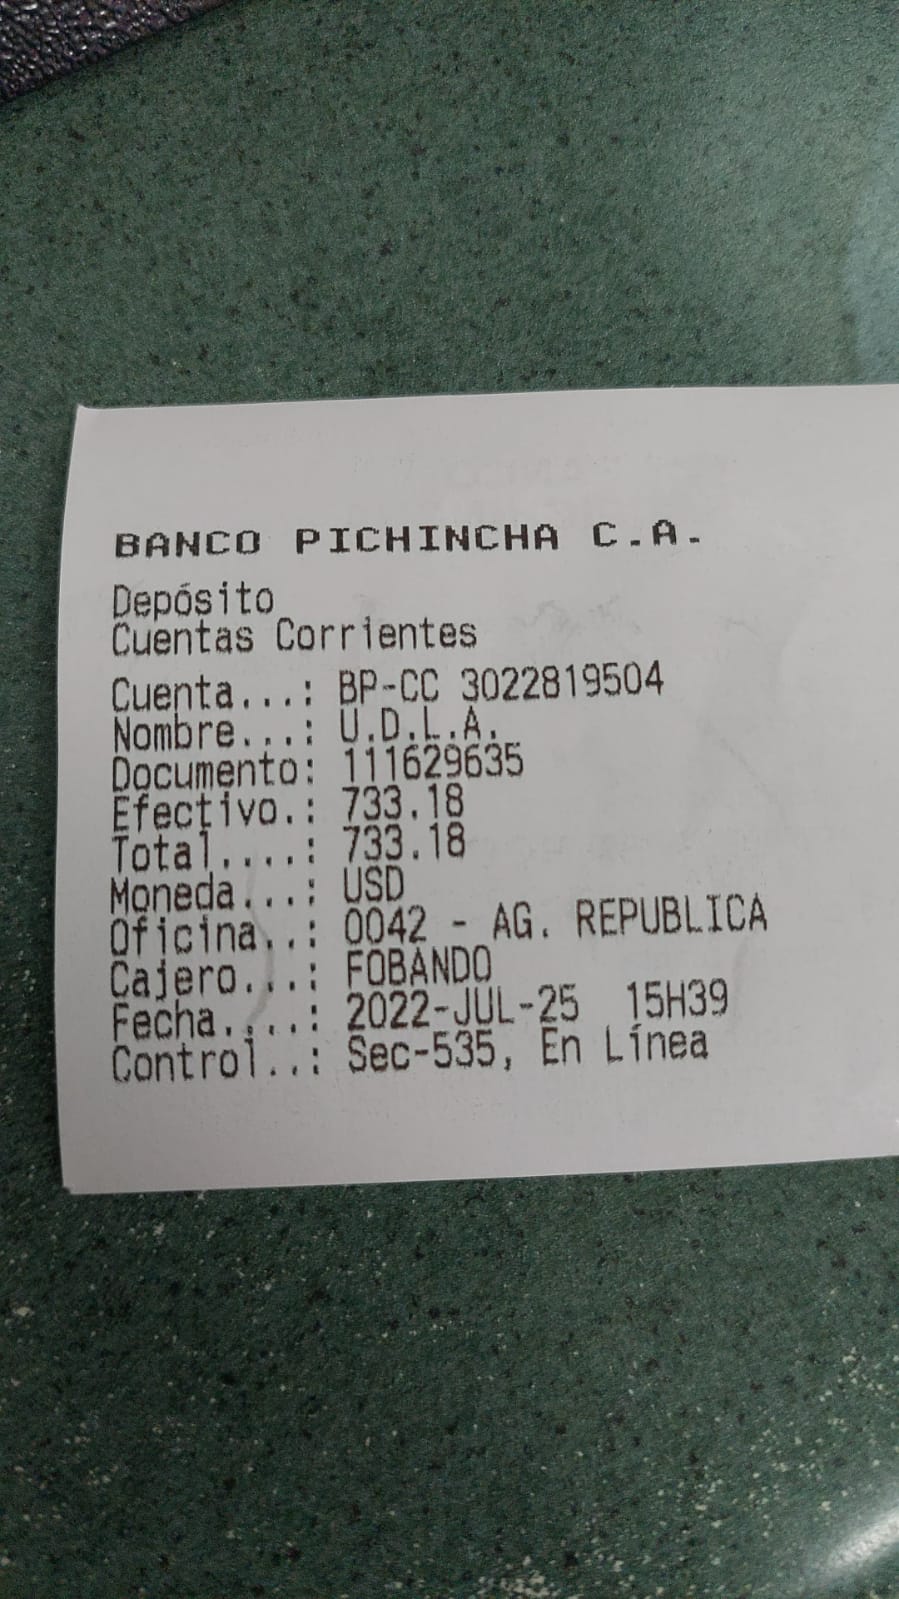 BANCO PICHINCHA C.A.
Depósito
Cuentas Corrientes
Cuenta...: BP-CC 3022819504
Nombre...: U.D.L.A.
Documento: 111629635
Efectivo.: 733.18
Total....: 733.18
Moneda...: USD
Oficina..: 0042 - AG. REPUBLICA
Cajero...: FOBANDO
Fecha....: 2022-JUL-25  15H39
Control..: Sec-535, En Línea